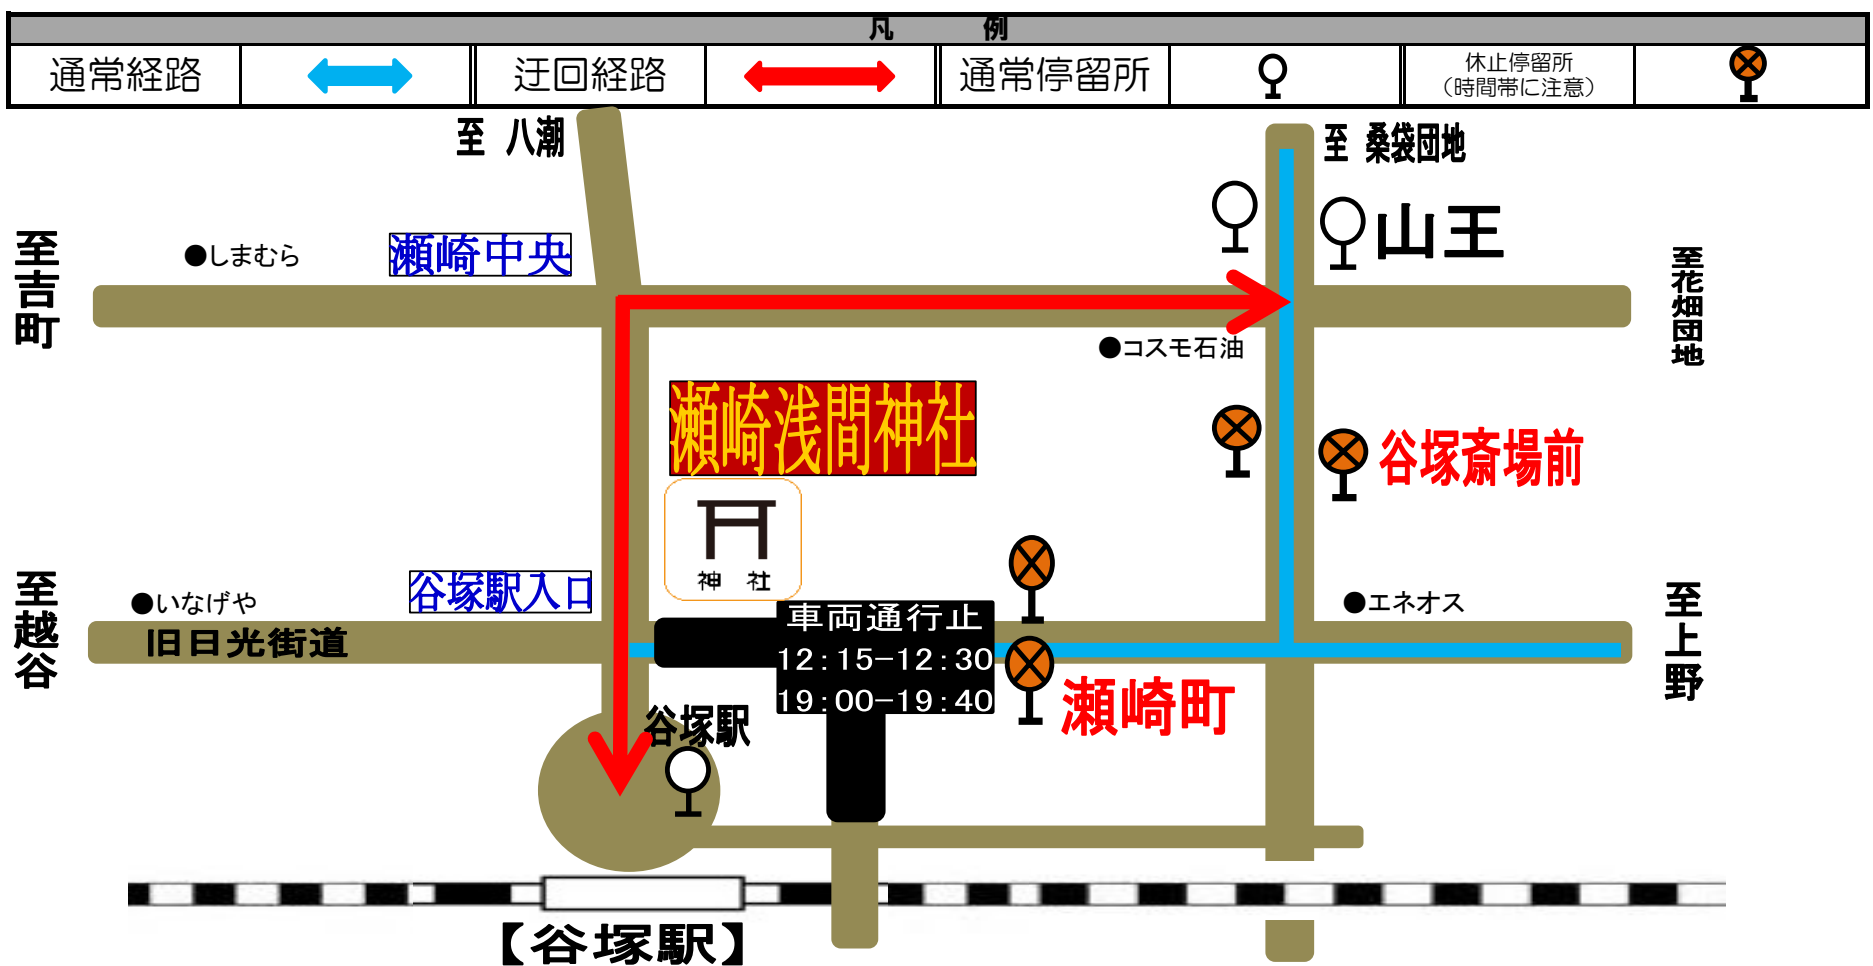 凡 例
通常経路
迂回経路
通常停留所
休止停留所
（時間帯に注意）
至 八潮
至 桑袋団地
山王
至吉町
●しまむら
瀬崎中央
至花畑団地
●コスモ石油
瀬崎浅間神社
谷塚斎場前
神 社
至越谷
●いなげや
谷塚駅入口
旧日光街道
車両通行止
12:15−12:30
19:00−19:40
●エネオス
至上野
瀬崎町
谷塚駅
【谷塚駅】